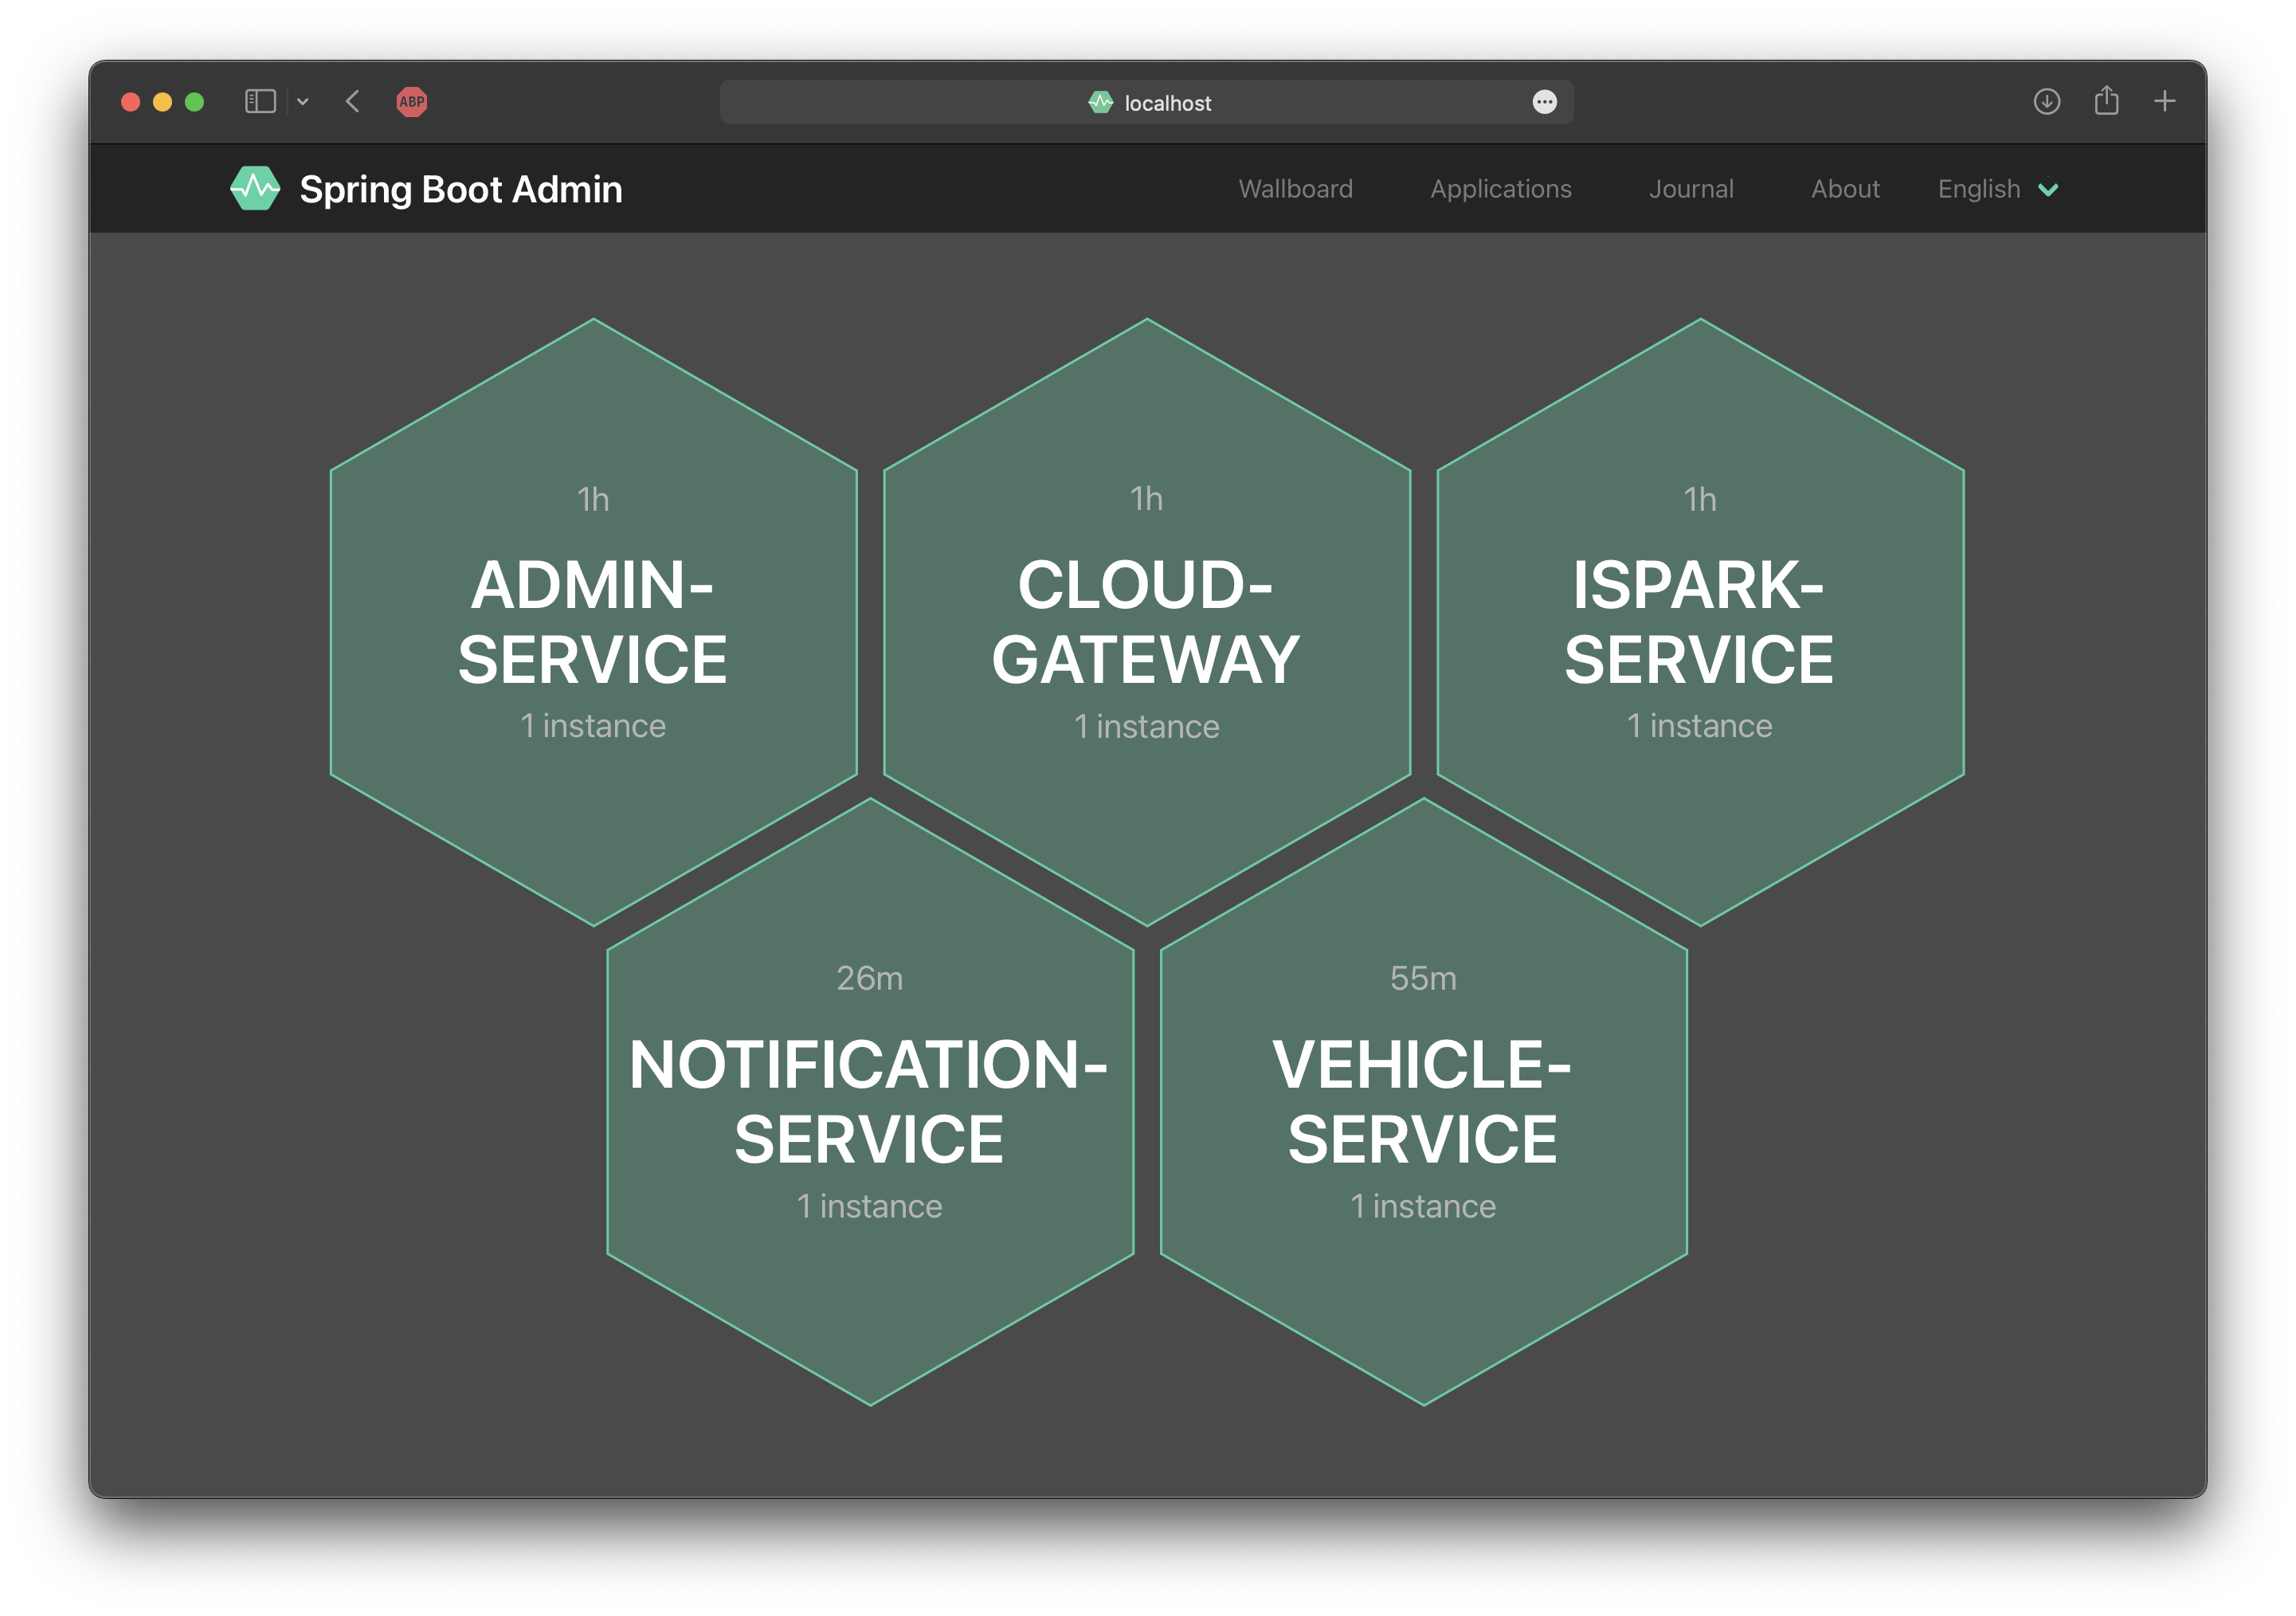 ABP
localhost
Spring Boot Admin
Wallboard
Applications
Journal
About
English
1h
ADMIN-
SERVICE
1 instance
1h
CLOUD-
GATEWAY
1 instance
1h
ISPARK-
SERVICE
1 instance
26m
NOTIFICATION-
SERVICE
1 instance
55m
VEHICLE-
SERVICE
1 instance